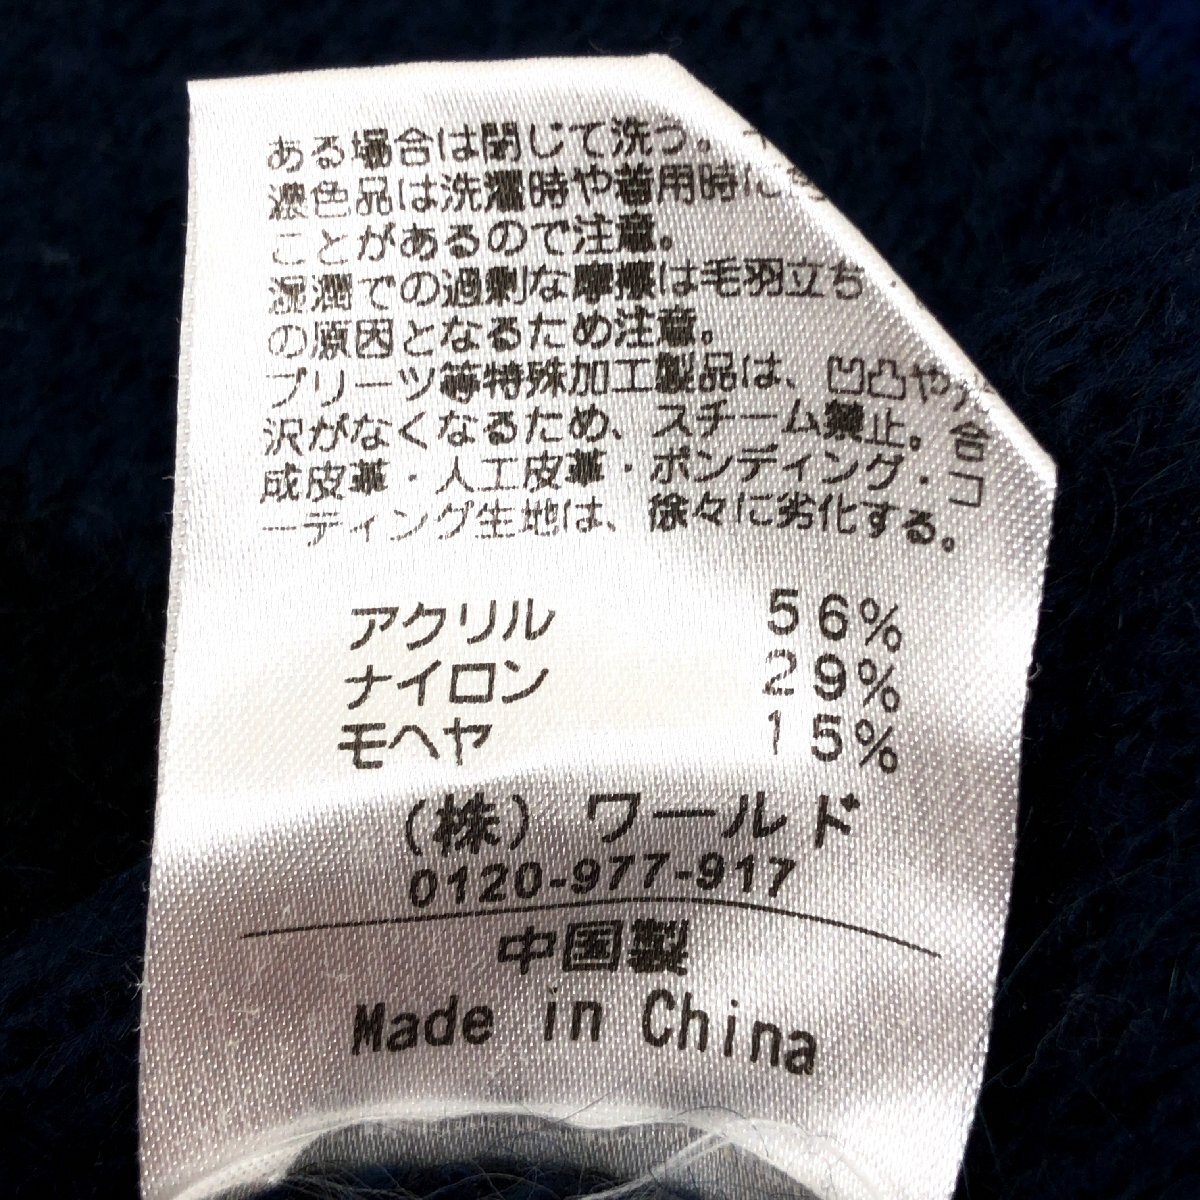 ある場合は閉じて洗う。
濃色品は洗濯時や着用時に
ことがあるので注意。
湿潤での過剰な摩擦は毛羽立ち
の原因となるため注意。
プリーツ等特殊加工製品は、凹凸や
沢がなくなるため、スチーム禁止。合
成皮革・人工皮革・ボンディング・コ
ーティング生地は、徐々に劣化する。
アクリル 56%
ナイロン 29%
モヘヤ 15%
(株) ワールド
0120-977-917
中国製
Made in China